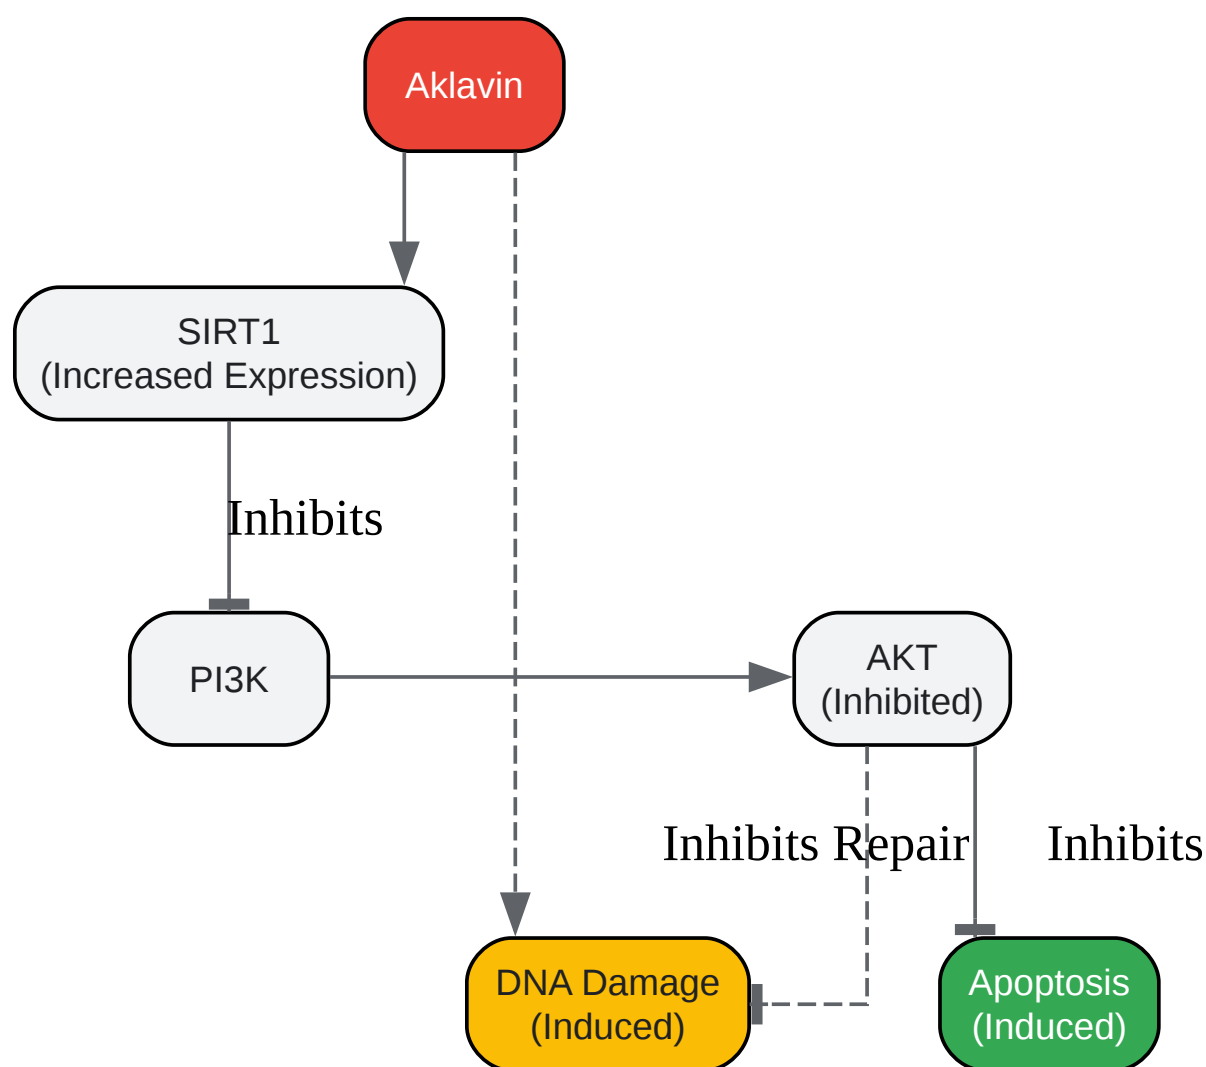 Aklavin
SIRT1
(Increased Expression)
Inhibits
PI3K
AKT
(Inhibited)
Inhibits Repair
Inhibits
DNA Damage
(Induced)
Apoptosis
(Induced)